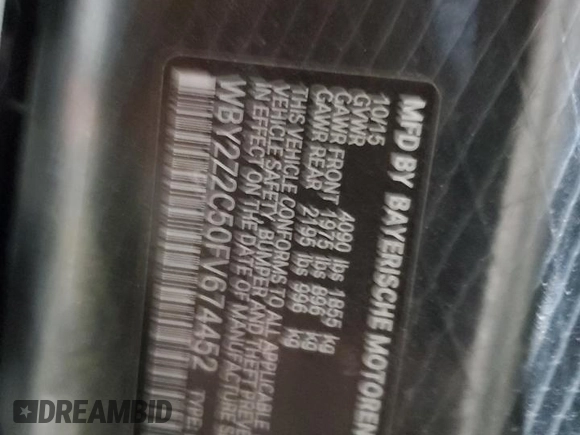 MFD BY BAYERISCHE MOTOREN
10/15
GVWR 4090 lbs 1855 kg
GAWR FRONT 1975 lbs 896 kg
GAWR REAR 2195 lbs 996 kg
THIS VEHICLE CONFORMS TO ALL APPLICABLE
VEHICLE SAFETY, BUMPER AND THEFT PREVE
IN EFFECT ON THE DATE OF MANUFACTURE S
WBY2Z2C50FV674452 TYPE:
DREAMBID